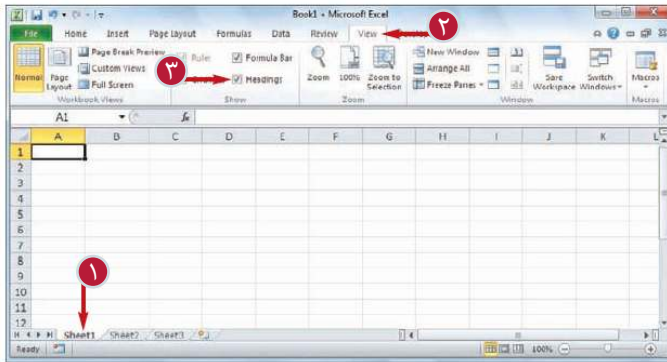 Book1 - Microsoft Excel
File Home Insert Page Layout Formulas Data Review View
Normal Page Layout Page Break Preview Custom Views Full Screen
Workbook Views
Ruler Formula Bar
Headings
Show
Zoom 100% Zoom to Selection
Zoom
New Window
Arrange All
Freeze Panes
Save Workspace Switch Windows
Window
Macros
Macros
۲
۳
A1 fx
A B C D E F G H I J K L
1
2
3
4
5
6
7
8
9
10
11
12
۱
Sheet1 Sheet2 Sheet3
Ready 100%